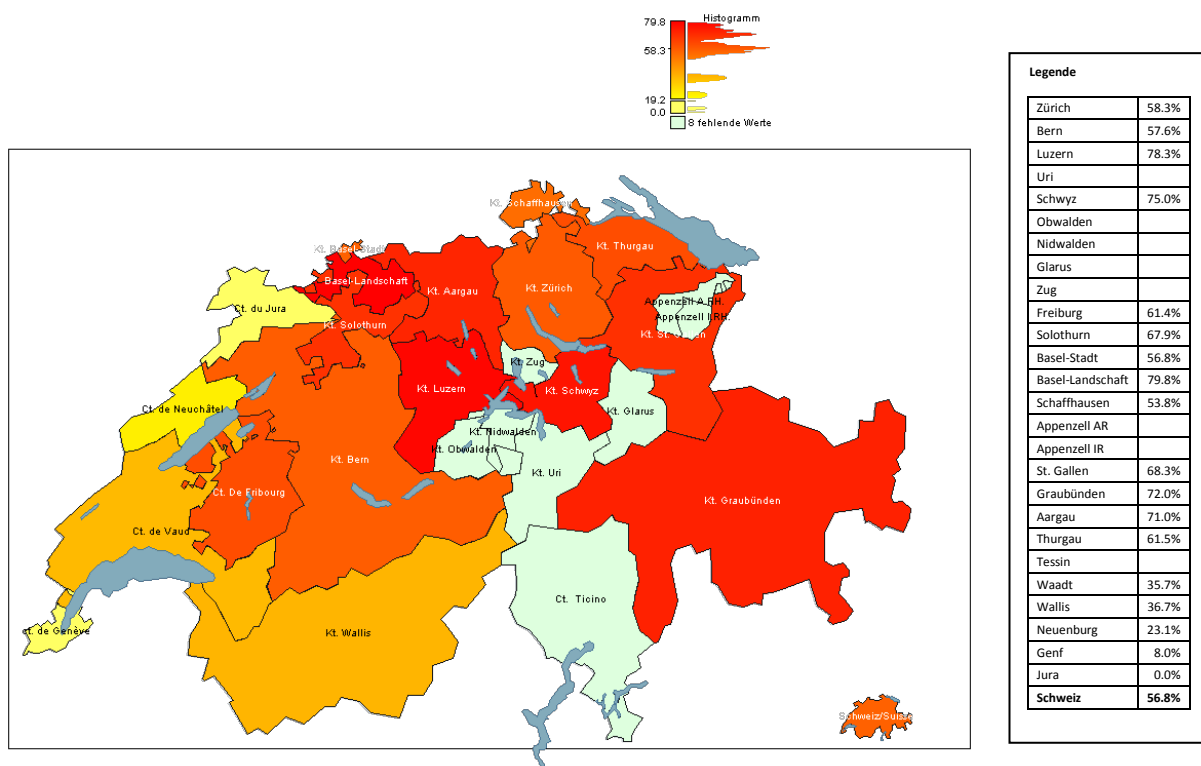 Histogramm
79.8
58.3
19.2
0.0
8 fehlende Werte
Kt. Schaffhausen
Kt. Basel-Stadt
Kt. Thurgau
Basel-Landschaft
Kt. Aargau
Kt. Zürich
Ct. du Jura
Appenzell A.RH.
Appenzell I.RH.
Kt. Solothurn
Kt. St. Gallen
Kt. Zug
Kt. Luzern
Kt. Schwyz
Ct. de Neuchâtel
Kt. Glarus
Kt. Nidwalden
Kt. Obwalden
Kt. Bern
Kt. Uri
Ct. De Fribourg
Kt. Graubünden
Ct. de Vaud
Ct. Ticino
ct. de Genève
Kt. Wallis
Schweiz/Suisse
Legende
Zürich 58.3%
Bern 57.6%
Luzern 78.3%
Uri
Schwyz 75.0%
Obwalden
Nidwalden
Glarus
Zug
Freiburg 61.4%
Solothurn 67.9%
Basel-Stadt 56.8%
Basel-Landschaft 79.8%
Schaffhausen 53.8%
Appenzell AR
Appenzell IR
St. Gallen 68.3%
Graubünden 72.0%
Aargau 71.0%
Thurgau 61.5%
Tessin
Waadt 35.7%
Wallis 36.7%
Neuenburg 23.1%
Genf 8.0%
Jura 0.0%
Schweiz 56.8%